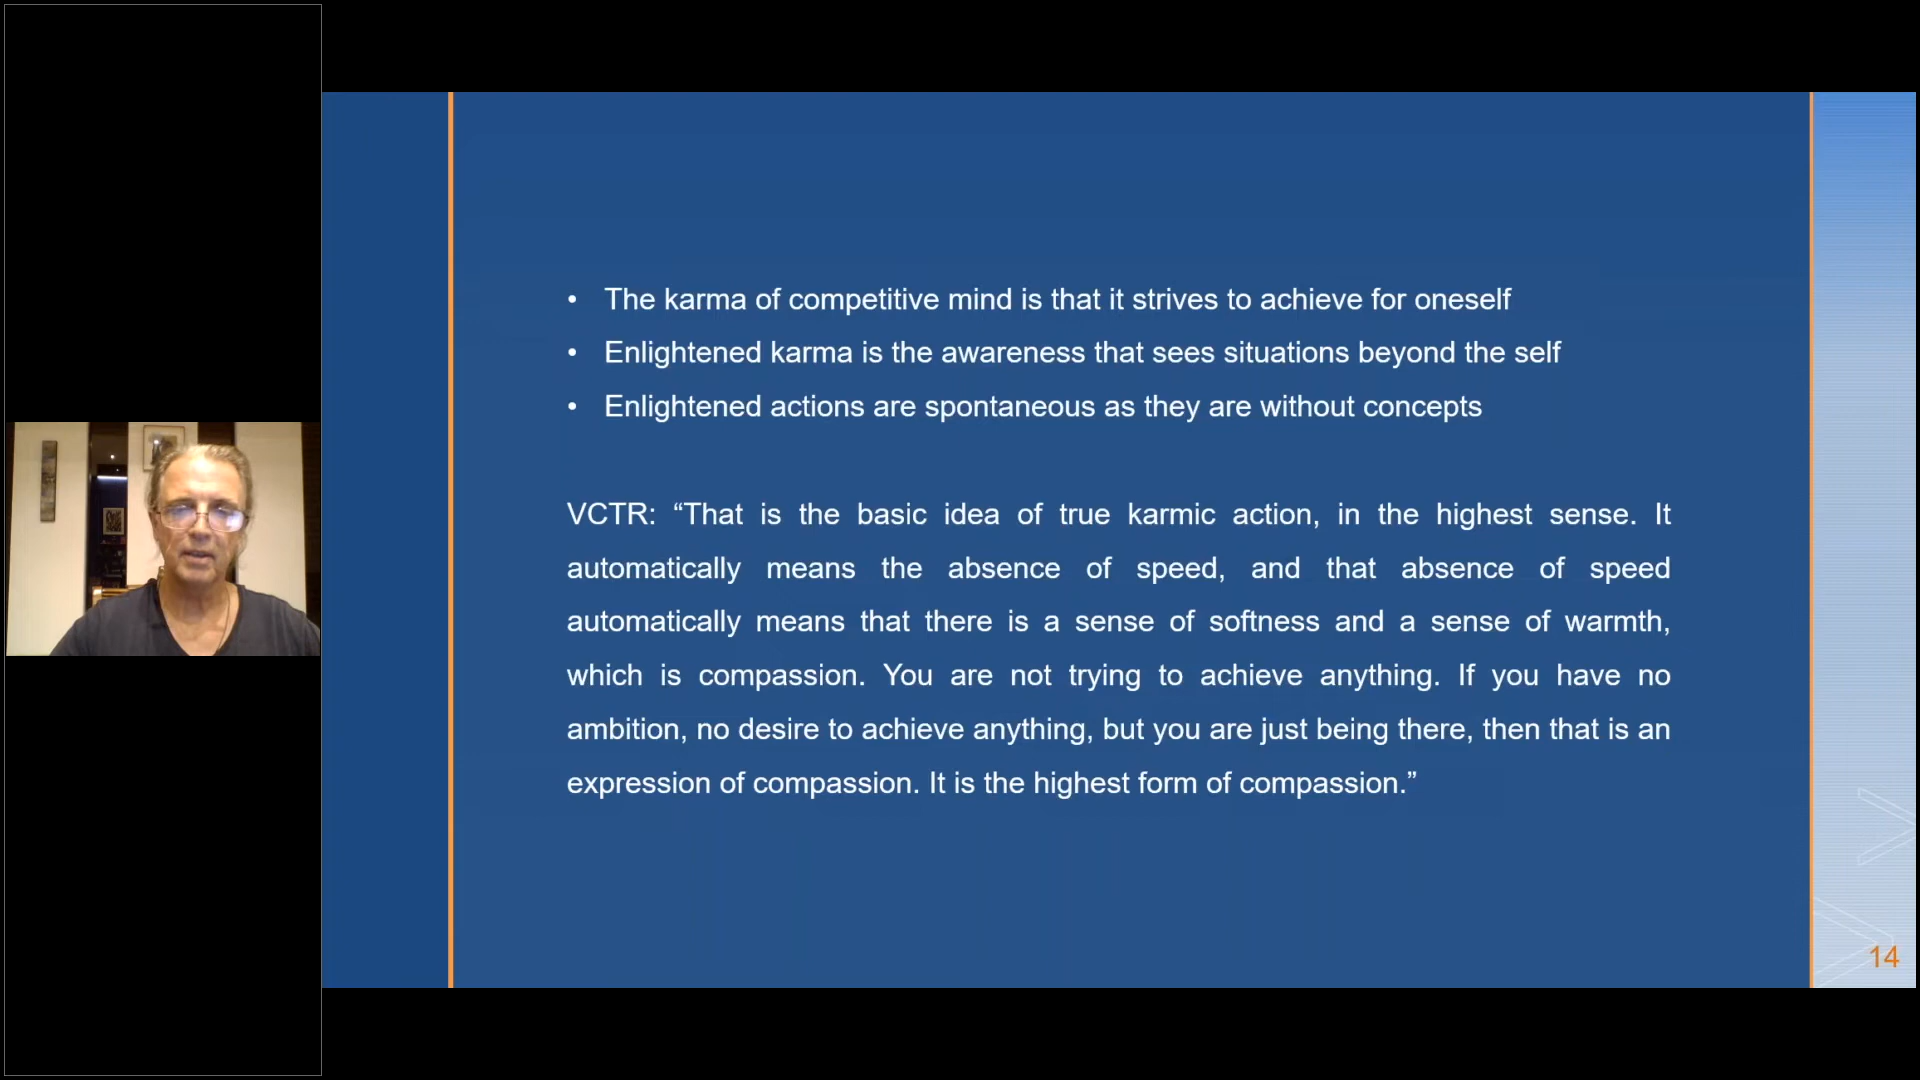 • The karma of competitive mind is that it strives to achieve for oneself
• Enlightened karma is the awareness that sees situations beyond the self
• Enlightened actions are spontaneous as they are without concepts
VCTR: “That is the basic idea of true karmic action, in the highest sense. It
automatically means the absence of speed, and that absence of speed
automatically means that there is a sense of softness and a sense of warmth,
which is compassion. You are not trying to achieve anything. If you have no
ambition, no desire to achieve anything, but you are just being there, then that is an
expression of compassion. It is the highest form of compassion.”
14